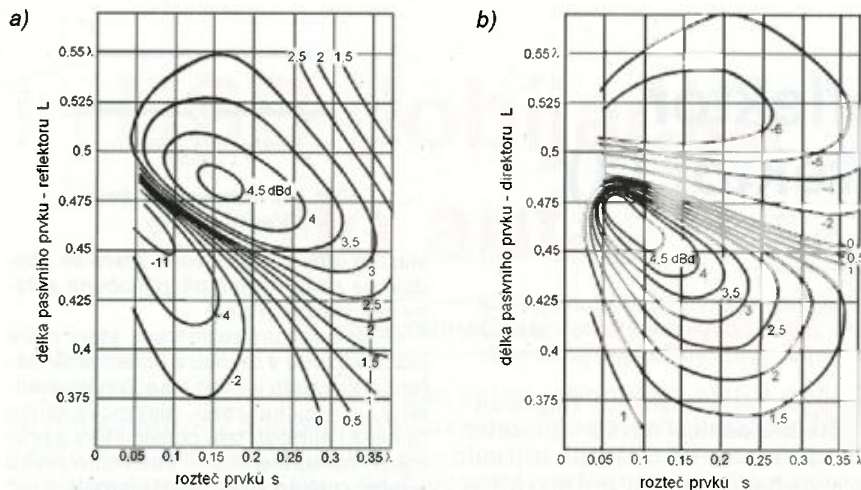 a)
b)
délka pasivního prvku - reflektoru L
0.55λ
0.525
0.5
0.475
0.45
0.425
0.4
0.375
0 0,05 0,1 0,15 0,2 0,25 0,3 0,35λ
rozteč prvků s
2.5 2 1,5
4,5 dBd
4
3,5
3
2.5
2
1,5
1
0,5
0
-11
-4
-2
délka pasivního prvku - direktoru L
0.55λ
0,525
0,5
0.475
0.45
0.425
0.4
0.375
0 0,05 0,1 0,15 0,2 0,25 0,3 0,35λ
rozteč prvku s
-6
-2
0
0,5
1
4,5 dBd
4
3,5
3
2,5
2
1,5
1